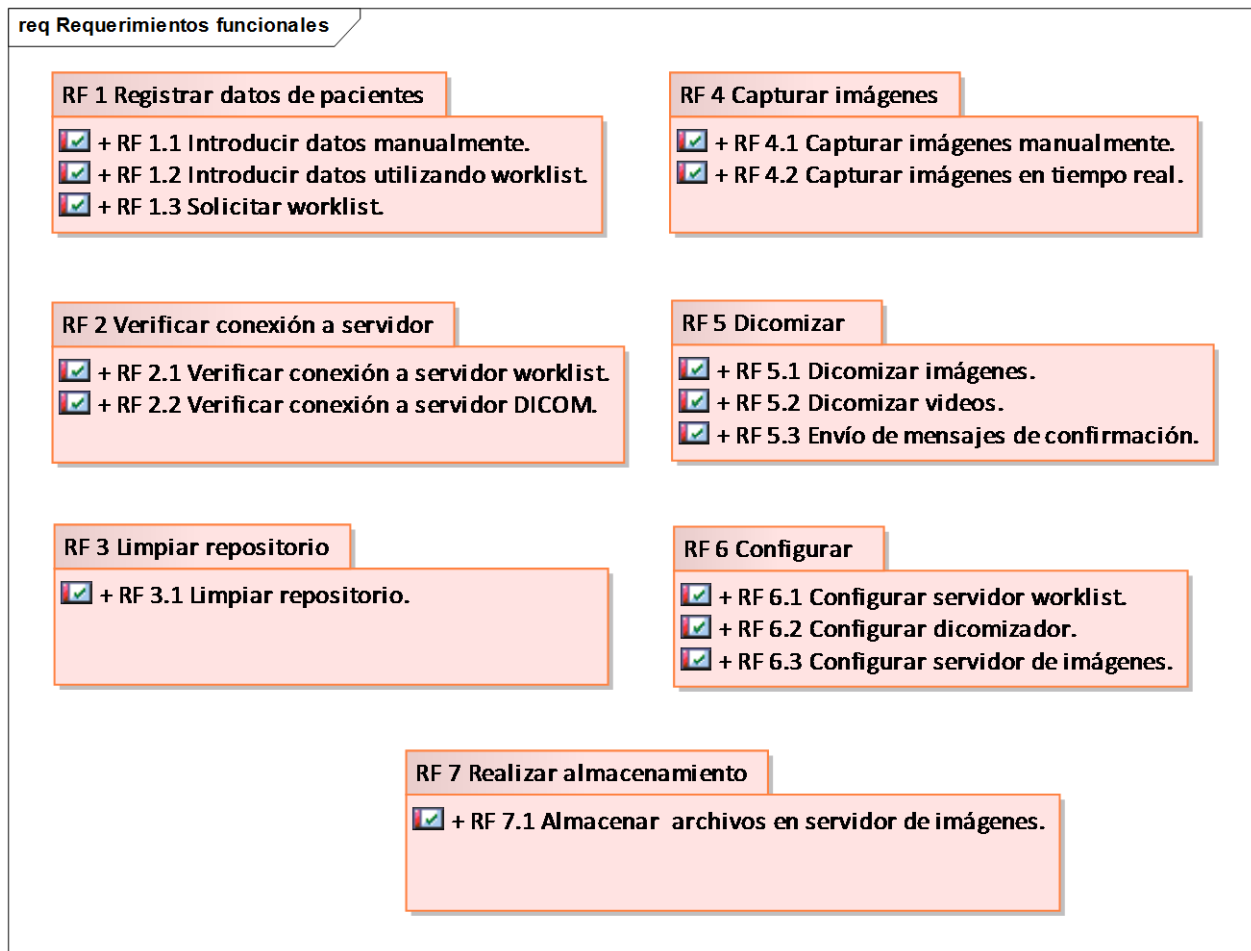 req Requerimientos funcionales
RF 1 Registrar datos de pacientes
+ RF 1.1 Introducir datos manualmente.
+ RF 1.2 Introducir datos utilizando worklist.
+ RF 1.3 Solicitar worklist.
RF 4 Capturar imágenes
+ RF 4.1 Capturar imágenes manualmente.
+ RF 4.2 Capturar imágenes en tiempo real.
RF 2 Verificar conexión a servidor
+ RF 2.1 Verificar conexión a servidor worklist.
+ RF 2.2 Verificar conexión a servidor DICOM.
RF 5 Dicomizar
+ RF 5.1 Dicomizar imágenes.
+ RF 5.2 Dicomizar videos.
+ RF 5.3 Envío de mensajes de confirmación.
RF 3 Limpiar repositorio
+ RF 3.1 Limpiar repositorio.
RF 6 Configurar
+ RF 6.1 Configurar servidor worklist.
+ RF 6.2 Configurar dicomizador.
+ RF 6.3 Configurar servidor de imágenes.
RF 7 Realizar almacenamiento
+ RF 7.1 Almacenar  archivos en servidor de imágenes.